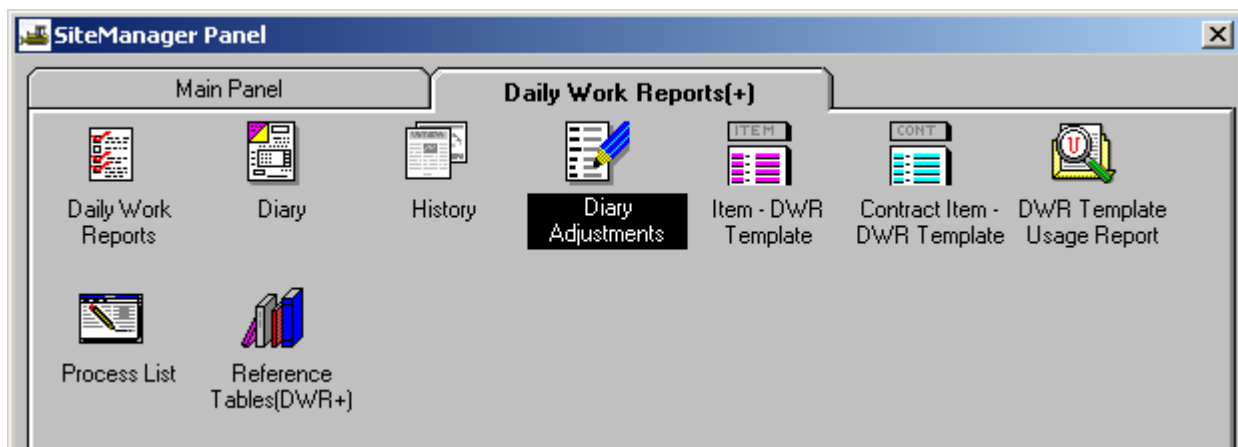 SiteManager Panel
Main Panel
Daily Work Reports(+)
ITEM
CONT
U
Daily Work
Reports
Diary
History
Diary
Adjustments
Item - DWR
Template
Contract Item -
DWR Template
DWR Template
Usage Report
Process List
Reference
Tables(DWR+)